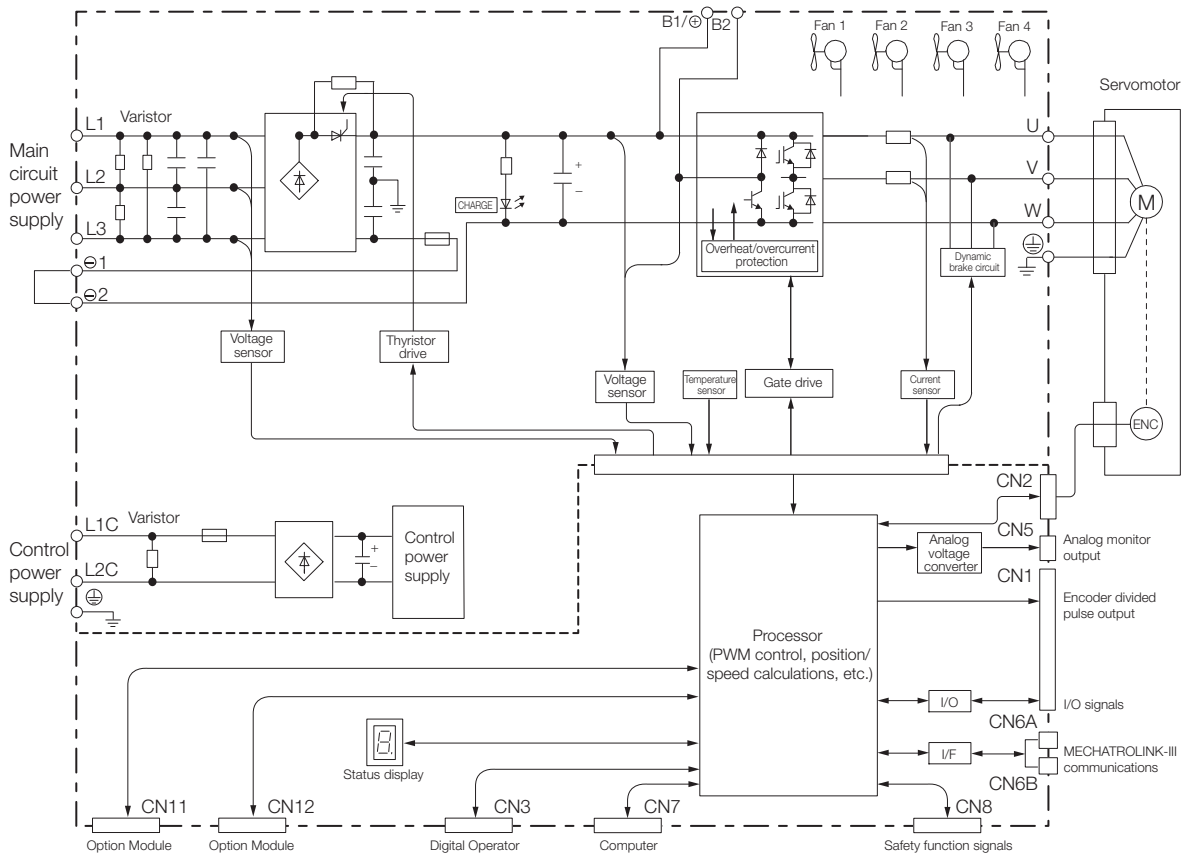 B1/⊕
B2
Fan 1
Fan 2
Fan 3
Fan 4
Servomotor
Main
circuit
power
supply
L1
Varistor
L2
L3
⊖1
⊖2
CHARGE
+
–
Overheat/overcurrent
protection
U
V
W
M
Dynamic
brake circuit
Voltage
sensor
Thyristor
drive
Voltage
sensor
Temperature
sensor
Gate drive
Current
sensor
ENC
Control
power
supply
L1C
Varistor
L2C
+
–
Control
power
supply
CN2
CN5
Analog
voltage
converter
Analog monitor
output
CN1
Encoder divided
pulse output
Processor
(PWM control, position/
speed calculations, etc.)
I/O
I/O signals
CN6A
I/F
MECHATROLINK-III
communications
CN6B
8.
Status display
CN11
CN12
CN3
CN7
CN8
Option Module
Option Module
Digital Operator
Computer
Safety function signals